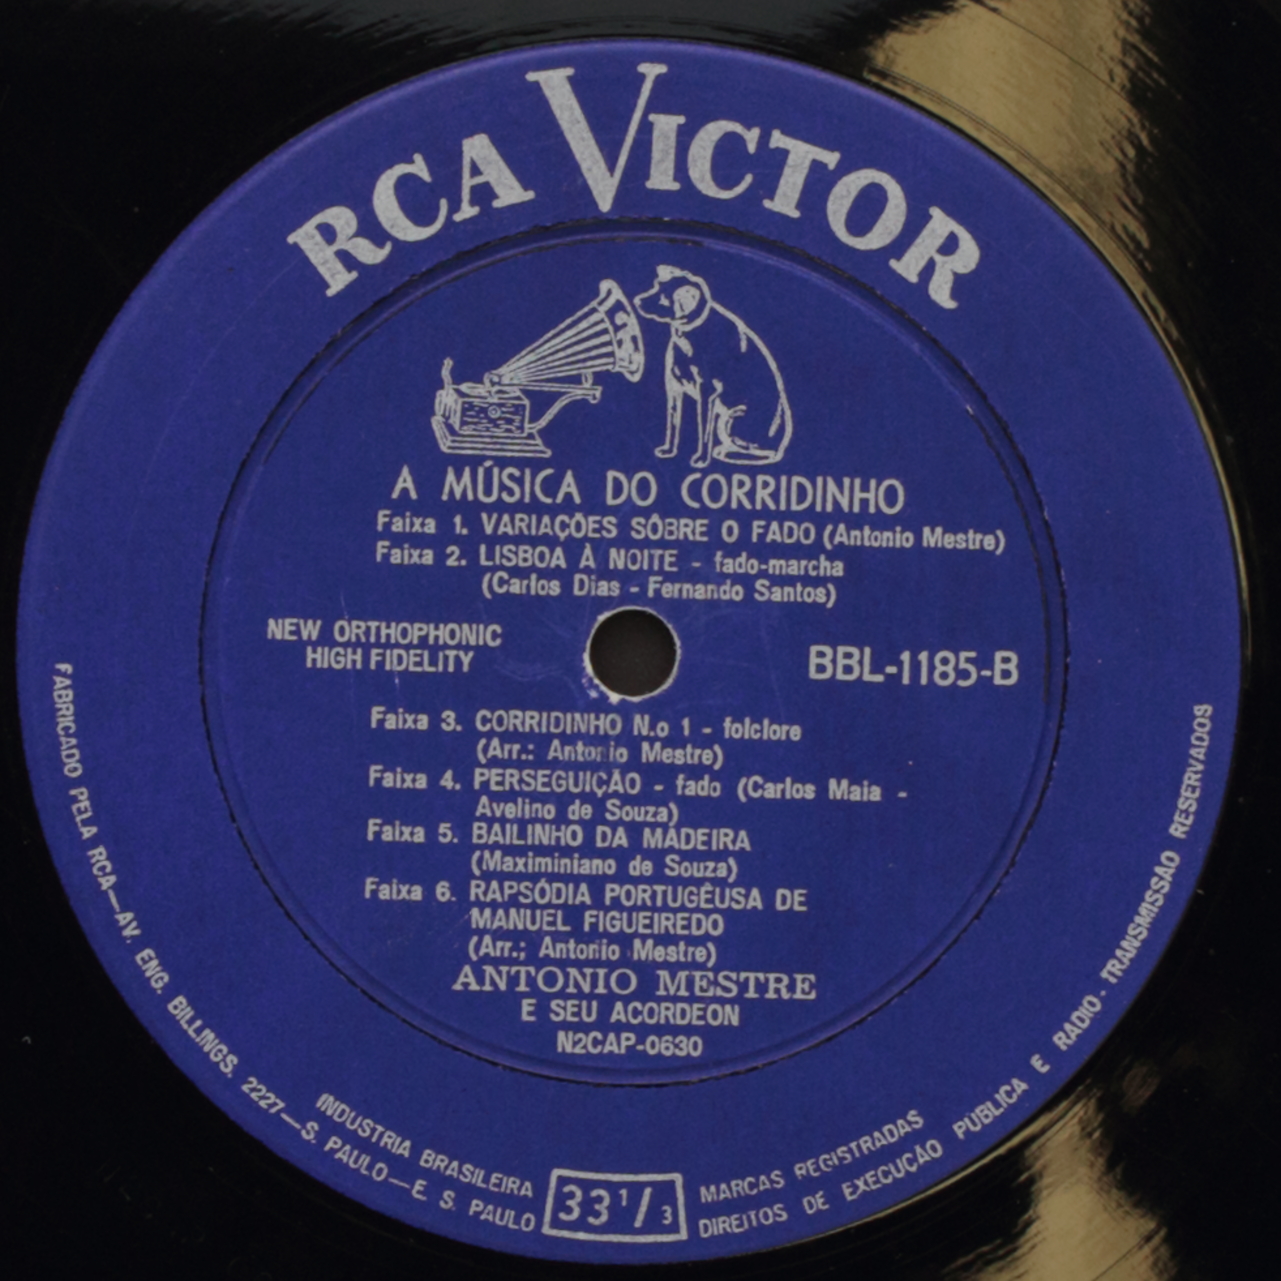 RCA VICTOR
A MÚSICA DO CORRIDINHO
Faixa 1. VARIAÇÕES SÔBRE O FADO (Antonio Mestre)
Faixa 2. LISBOA À NOITE - fado-marcha
(Carlos Dias - Fernando Santos)
NEW ORTHOPHONIC
HIGH FIDELITY
BBL-1185-B
Faixa 3. CORRIDINHO N.o 1 - folclore
(Arr.: Antonio Mestre)
Faixa 4. PERSEGUIÇÃO - fado (Carlos Maia -
Avelino de Souza)
Faixa 5. BAILINHO DA MADEIRA
(Maximiniano de Souza)
Faixa 6. RAPSÓDIA PORTUGÊUSA DE
MANUEL FIGUEIREDO
(Arr.; Antonio Mestre)
ANTONIO MESTRE
E SEU ACORDEON
N2CAP-0630
FABRICADO PELA RCA—AV. ENG. BILLINGS. 2227—S. PAULO—E. S. PAULO
INDUSTRIA BRASILEIRA
33 1/3
MARCAS REGISTRADAS
DIREITOS DE EXECUÇÃO PÚBLICA E RADIO-TRANSMISSÃO RESERVADOS